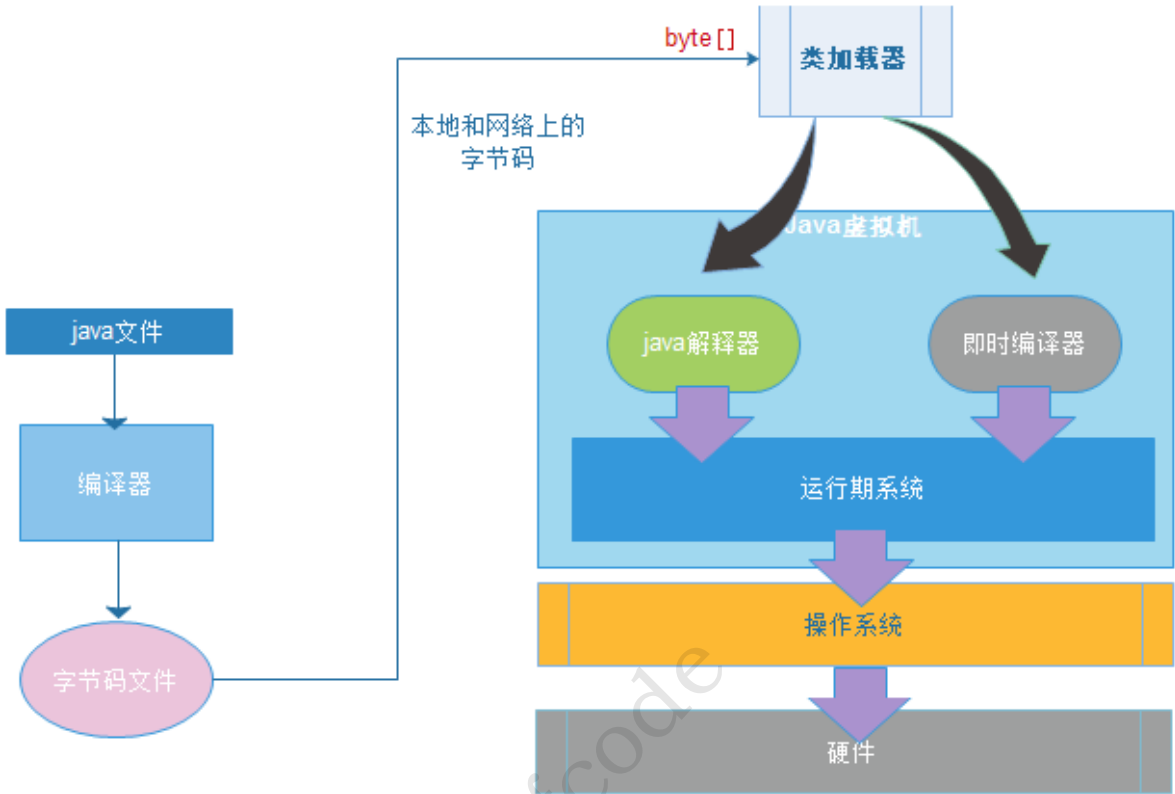 byte[]
类加载器
本地和网络上的
字节码
Java虚拟机
java文件
java解释器
即时编译器
编译器
运行期系统
操作系统
字节码文件
硬件